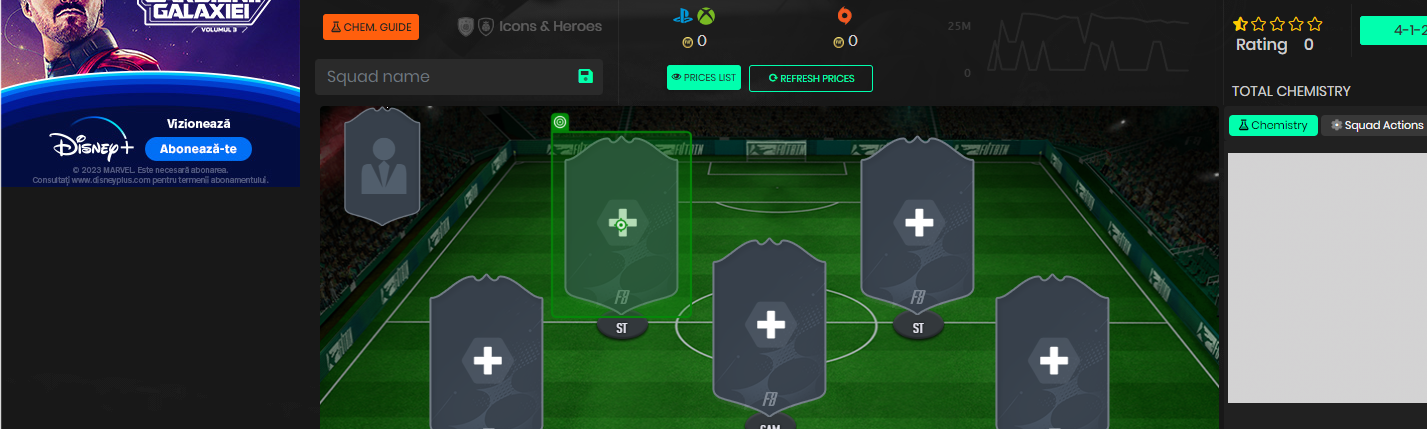 GALAXIEI
VOLUMUL 3
Disney+
Vizionează
Abonează-te
© 2023 MARVEL. Este necesară abonarea.
Consultați www.disneyplus.com pentru termenii abonamentului.
CHEM. GUIDE
Icons & Heroes
Squad name
0
0
PRICES LIST
REFRESH PRICES
25M
0
Rating 0
4-1-2
TOTAL CHEMISTRY
Chemistry
Squad Actions
ST
ST
CAM